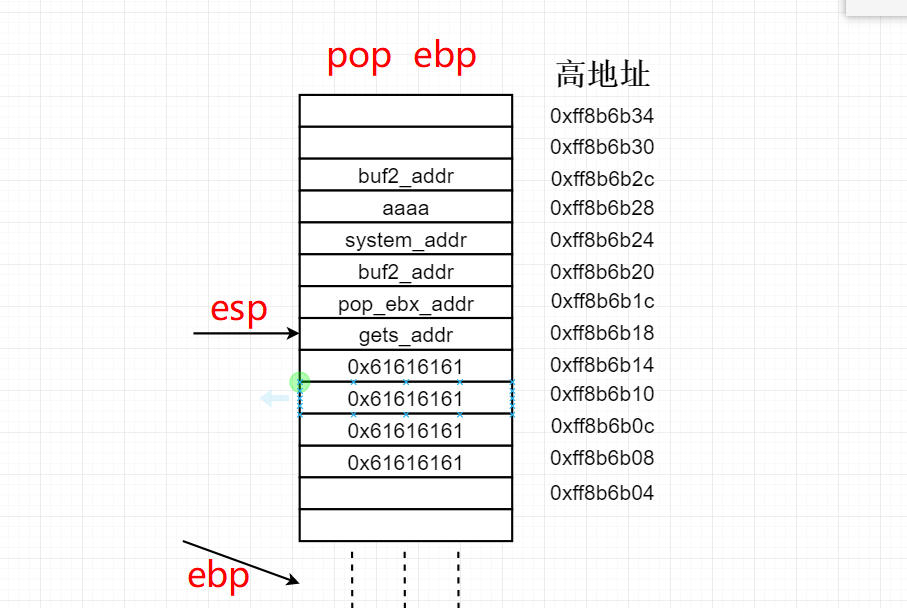 pop ebp
高地址
0xff8b6b34
0xff8b6b30
buf2_addr 0xff8b6b2c
aaaa 0xff8b6b28
system_addr 0xff8b6b24
buf2_addr 0xff8b6b20
pop_ebx_addr 0xff8b6b1c
esp
gets_addr 0xff8b6b18
0x61616161 0xff8b6b14
0x61616161 0xff8b6b10
0x61616161 0xff8b6b0c
0x61616161 0xff8b6b08
0xff8b6b04
ebp